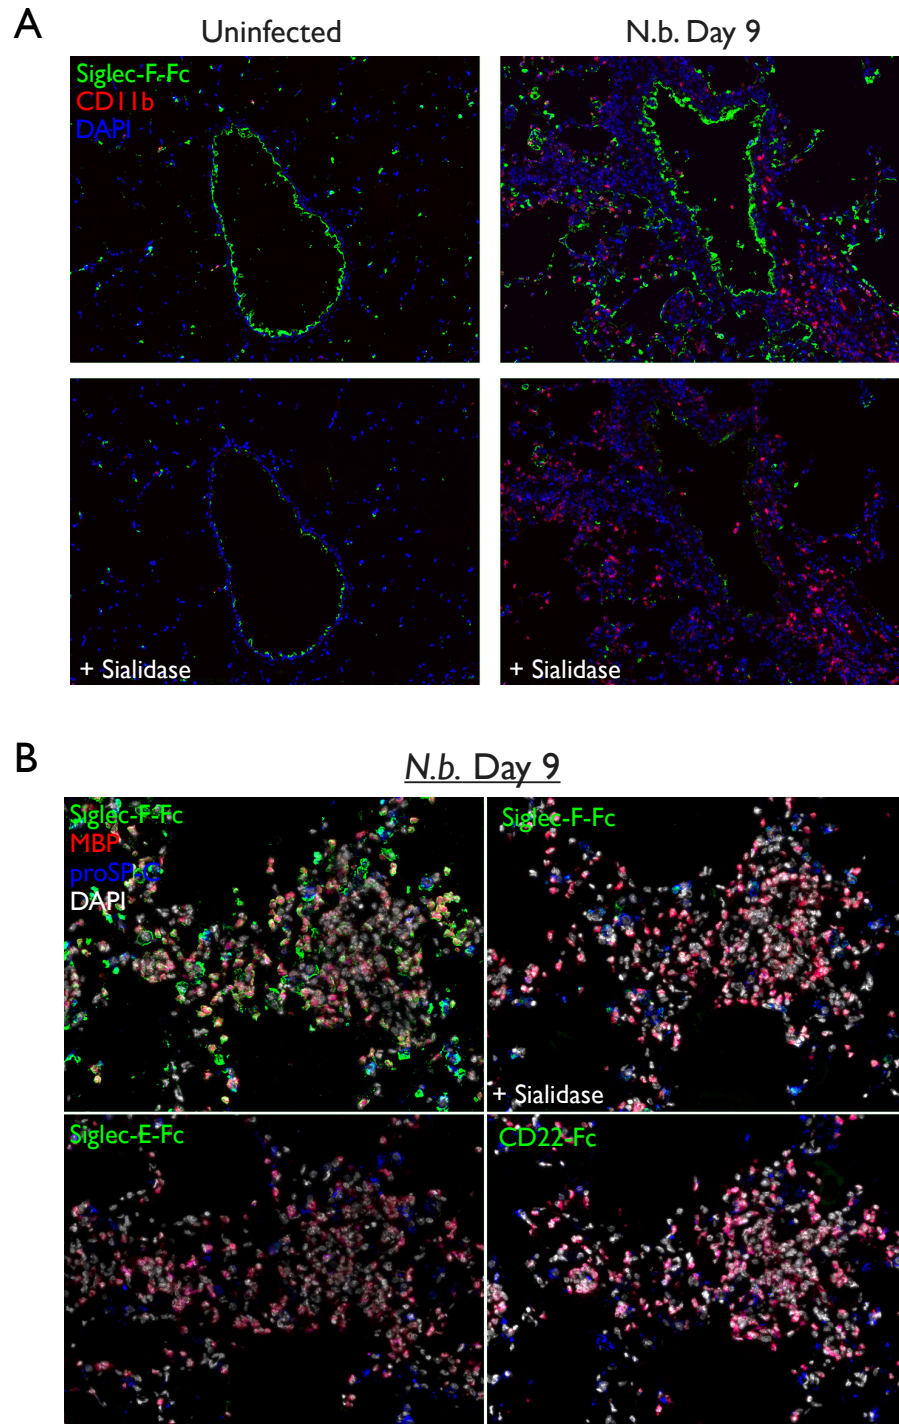 A
Uninfected
N.b. Day 9
Siglec-F-Fc
CD11b
DAPI
+ Sialidase
+ Sialidase
B
N.b. Day 9
Siglec-F-Fc
MBP
proSP-C
DAPI
Siglec-F-Fc
+ Sialidase
Siglec-E-Fc
CD22-Fc